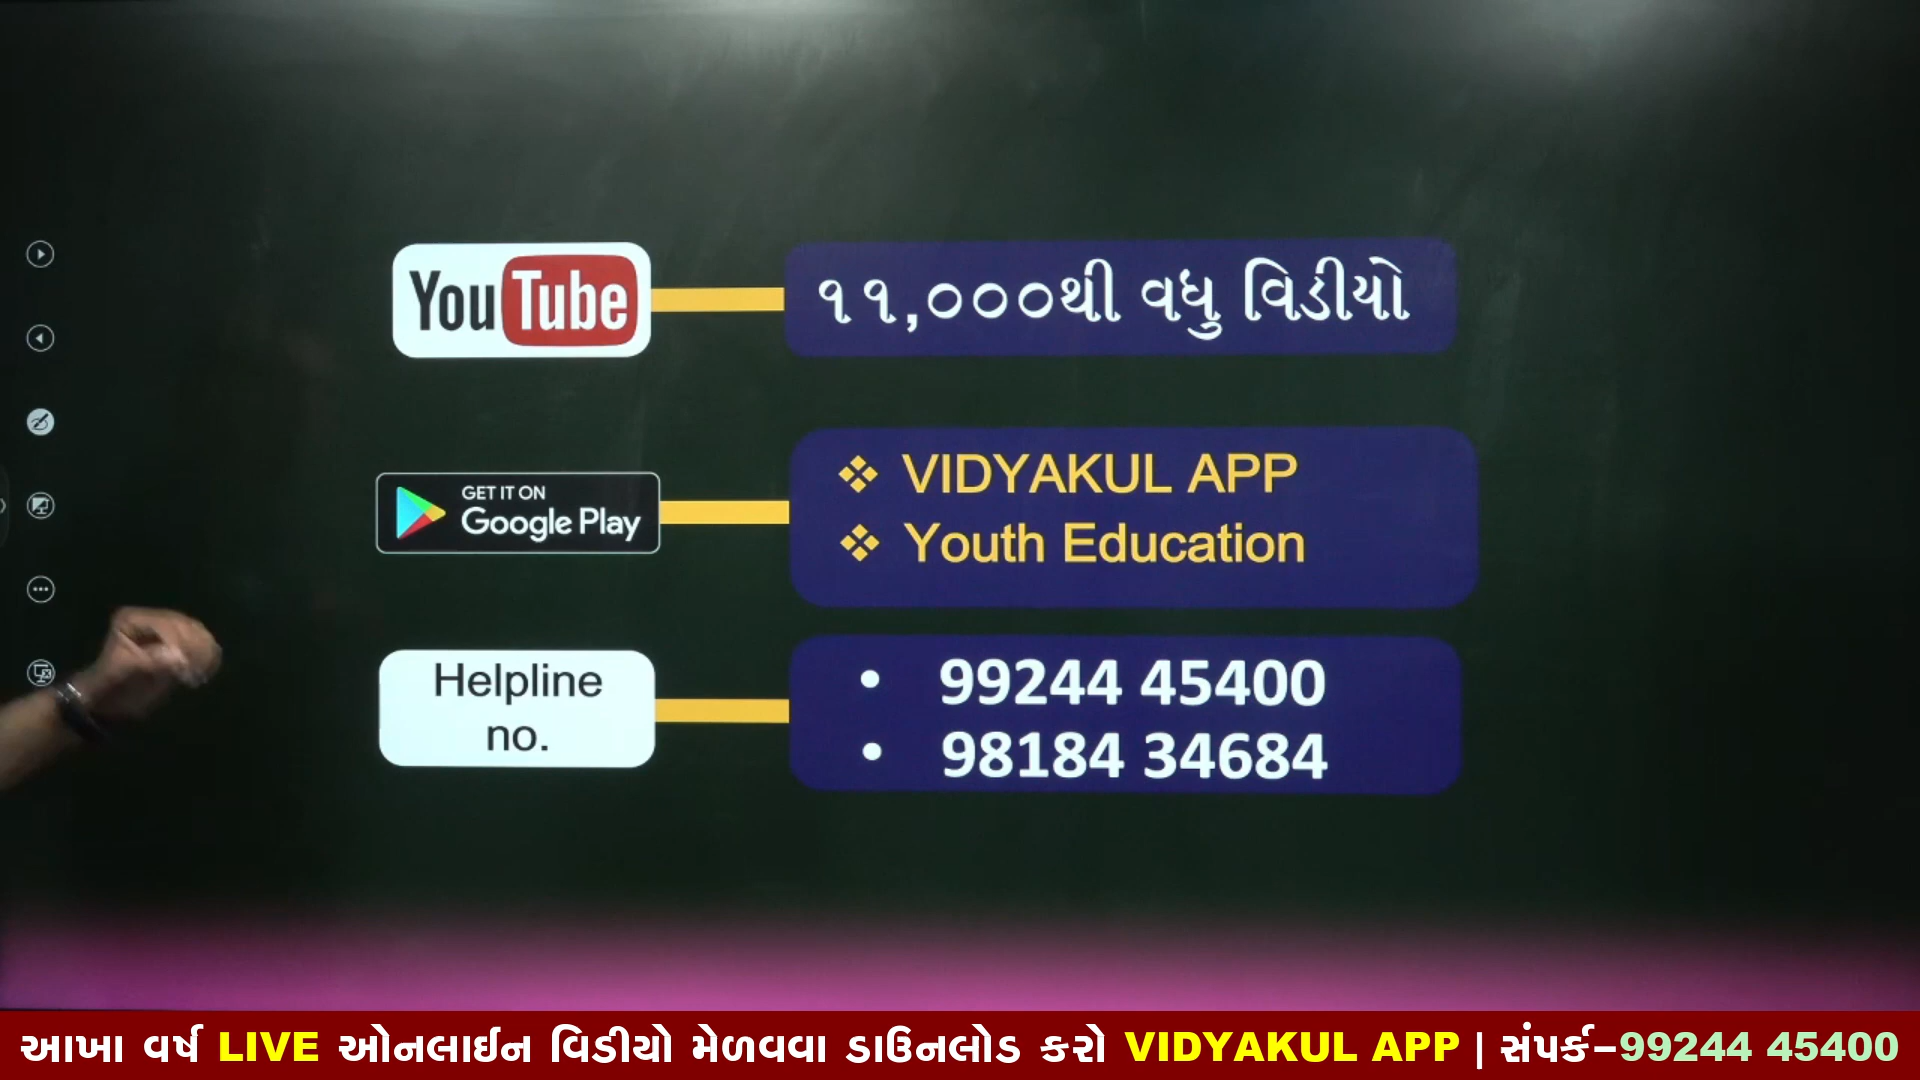 YouTube
૧૧,૦૦૦થી વધુ વિડીયો
GET IT ON
Google Play
❖ VIDYAKUL APP
❖ Youth Education
Helpline
no.
• 99244 45400
• 98184 34684
આખા વર્ષ LIVE ઓનલાઈન વિડીયો મેળવવા ડાઉનલોડ કરો VIDYAKUL APP | સંપર્ક–99244 45400